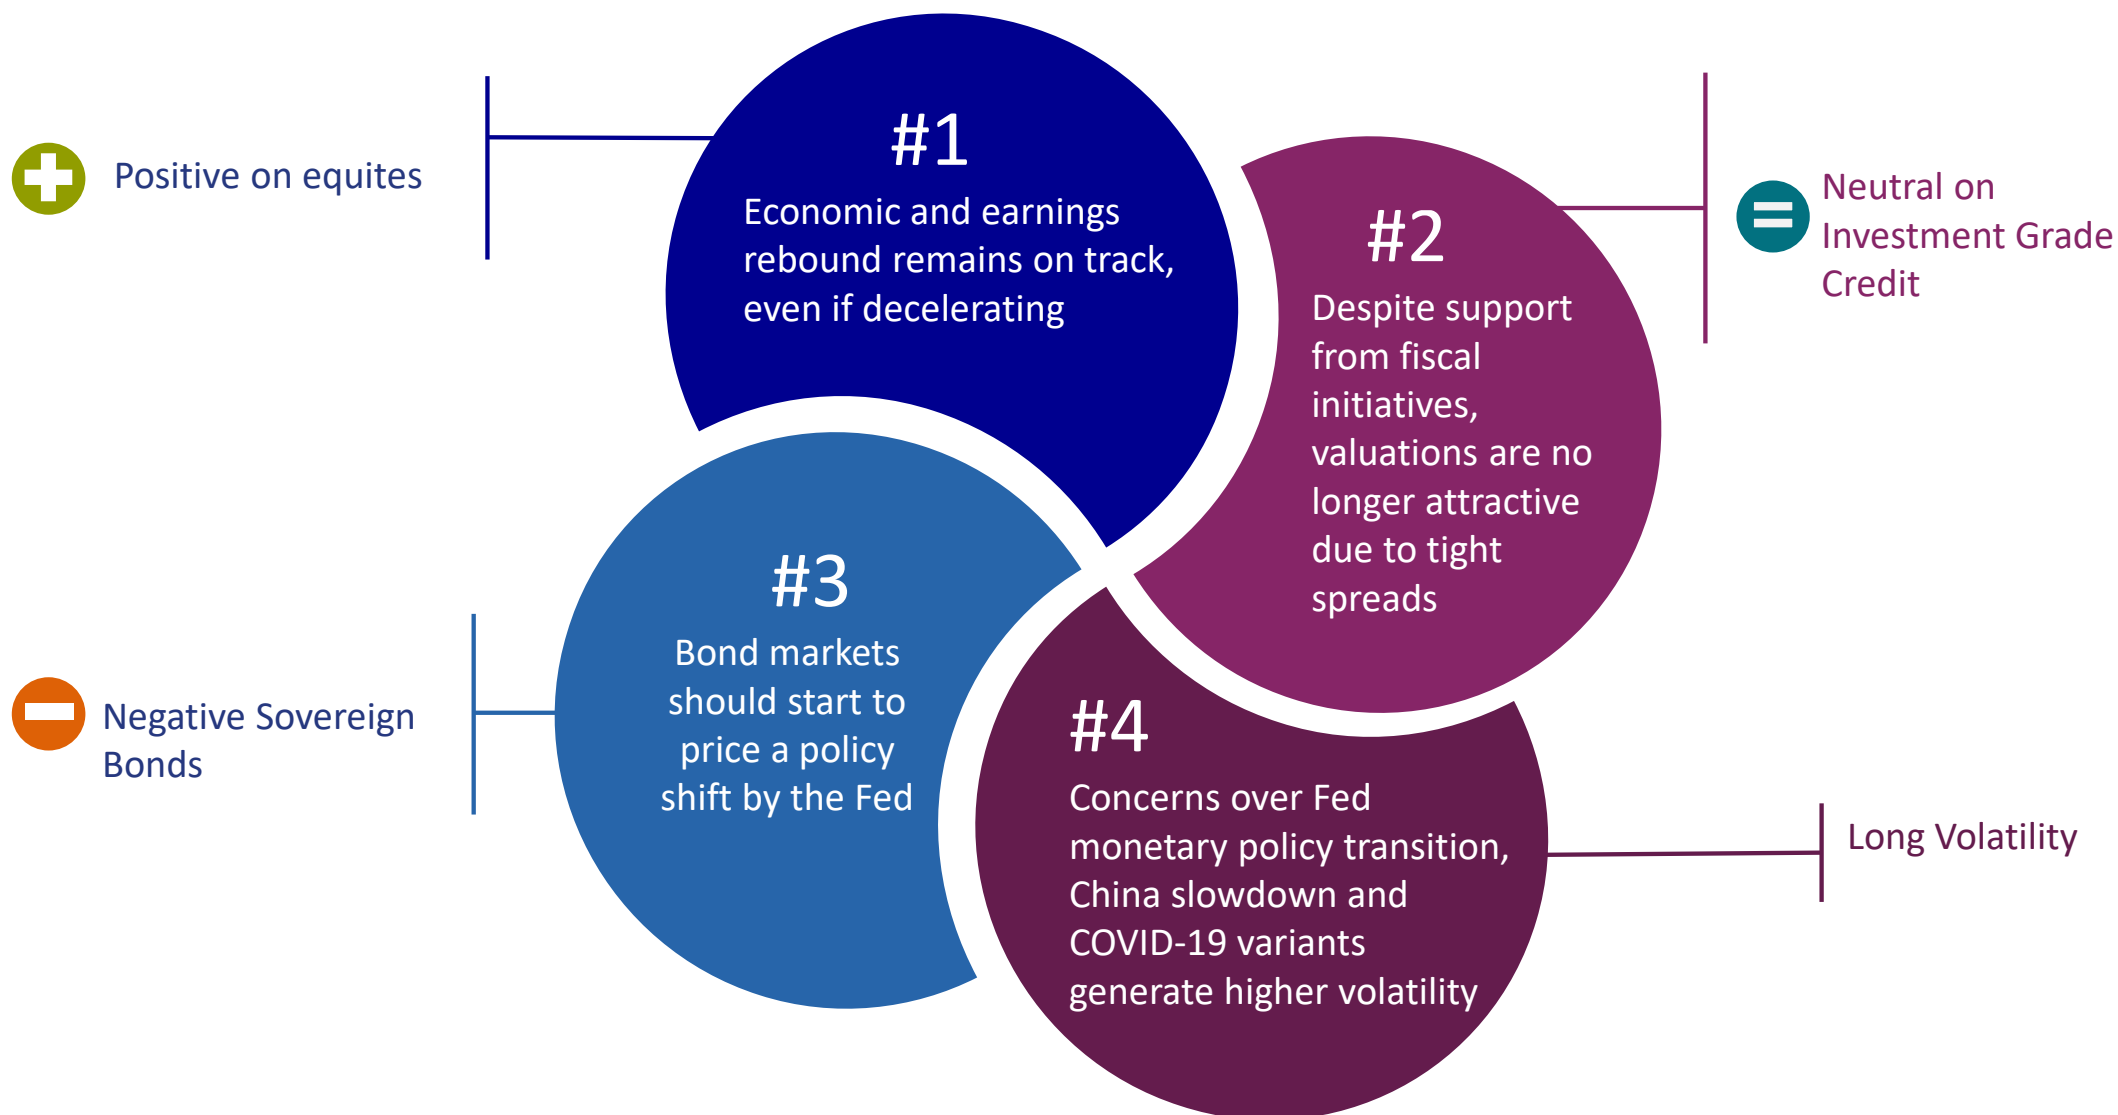 Positive on equites
#1
Economic and earnings
rebound remains on track,
even if decelerating
#2
Despite support
from fiscal
initiatives,
valuations are no
longer attractive
due to tight
spreads
Neutral on
Investment Grade
Credit
Negative Sovereign
Bonds
#3
Bond markets
should start to
price a policy
shift by the Fed
#4
Concerns over Fed
monetary policy transition,
China slowdown and
COVID-19 variants
generate higher volatility
Long Volatility